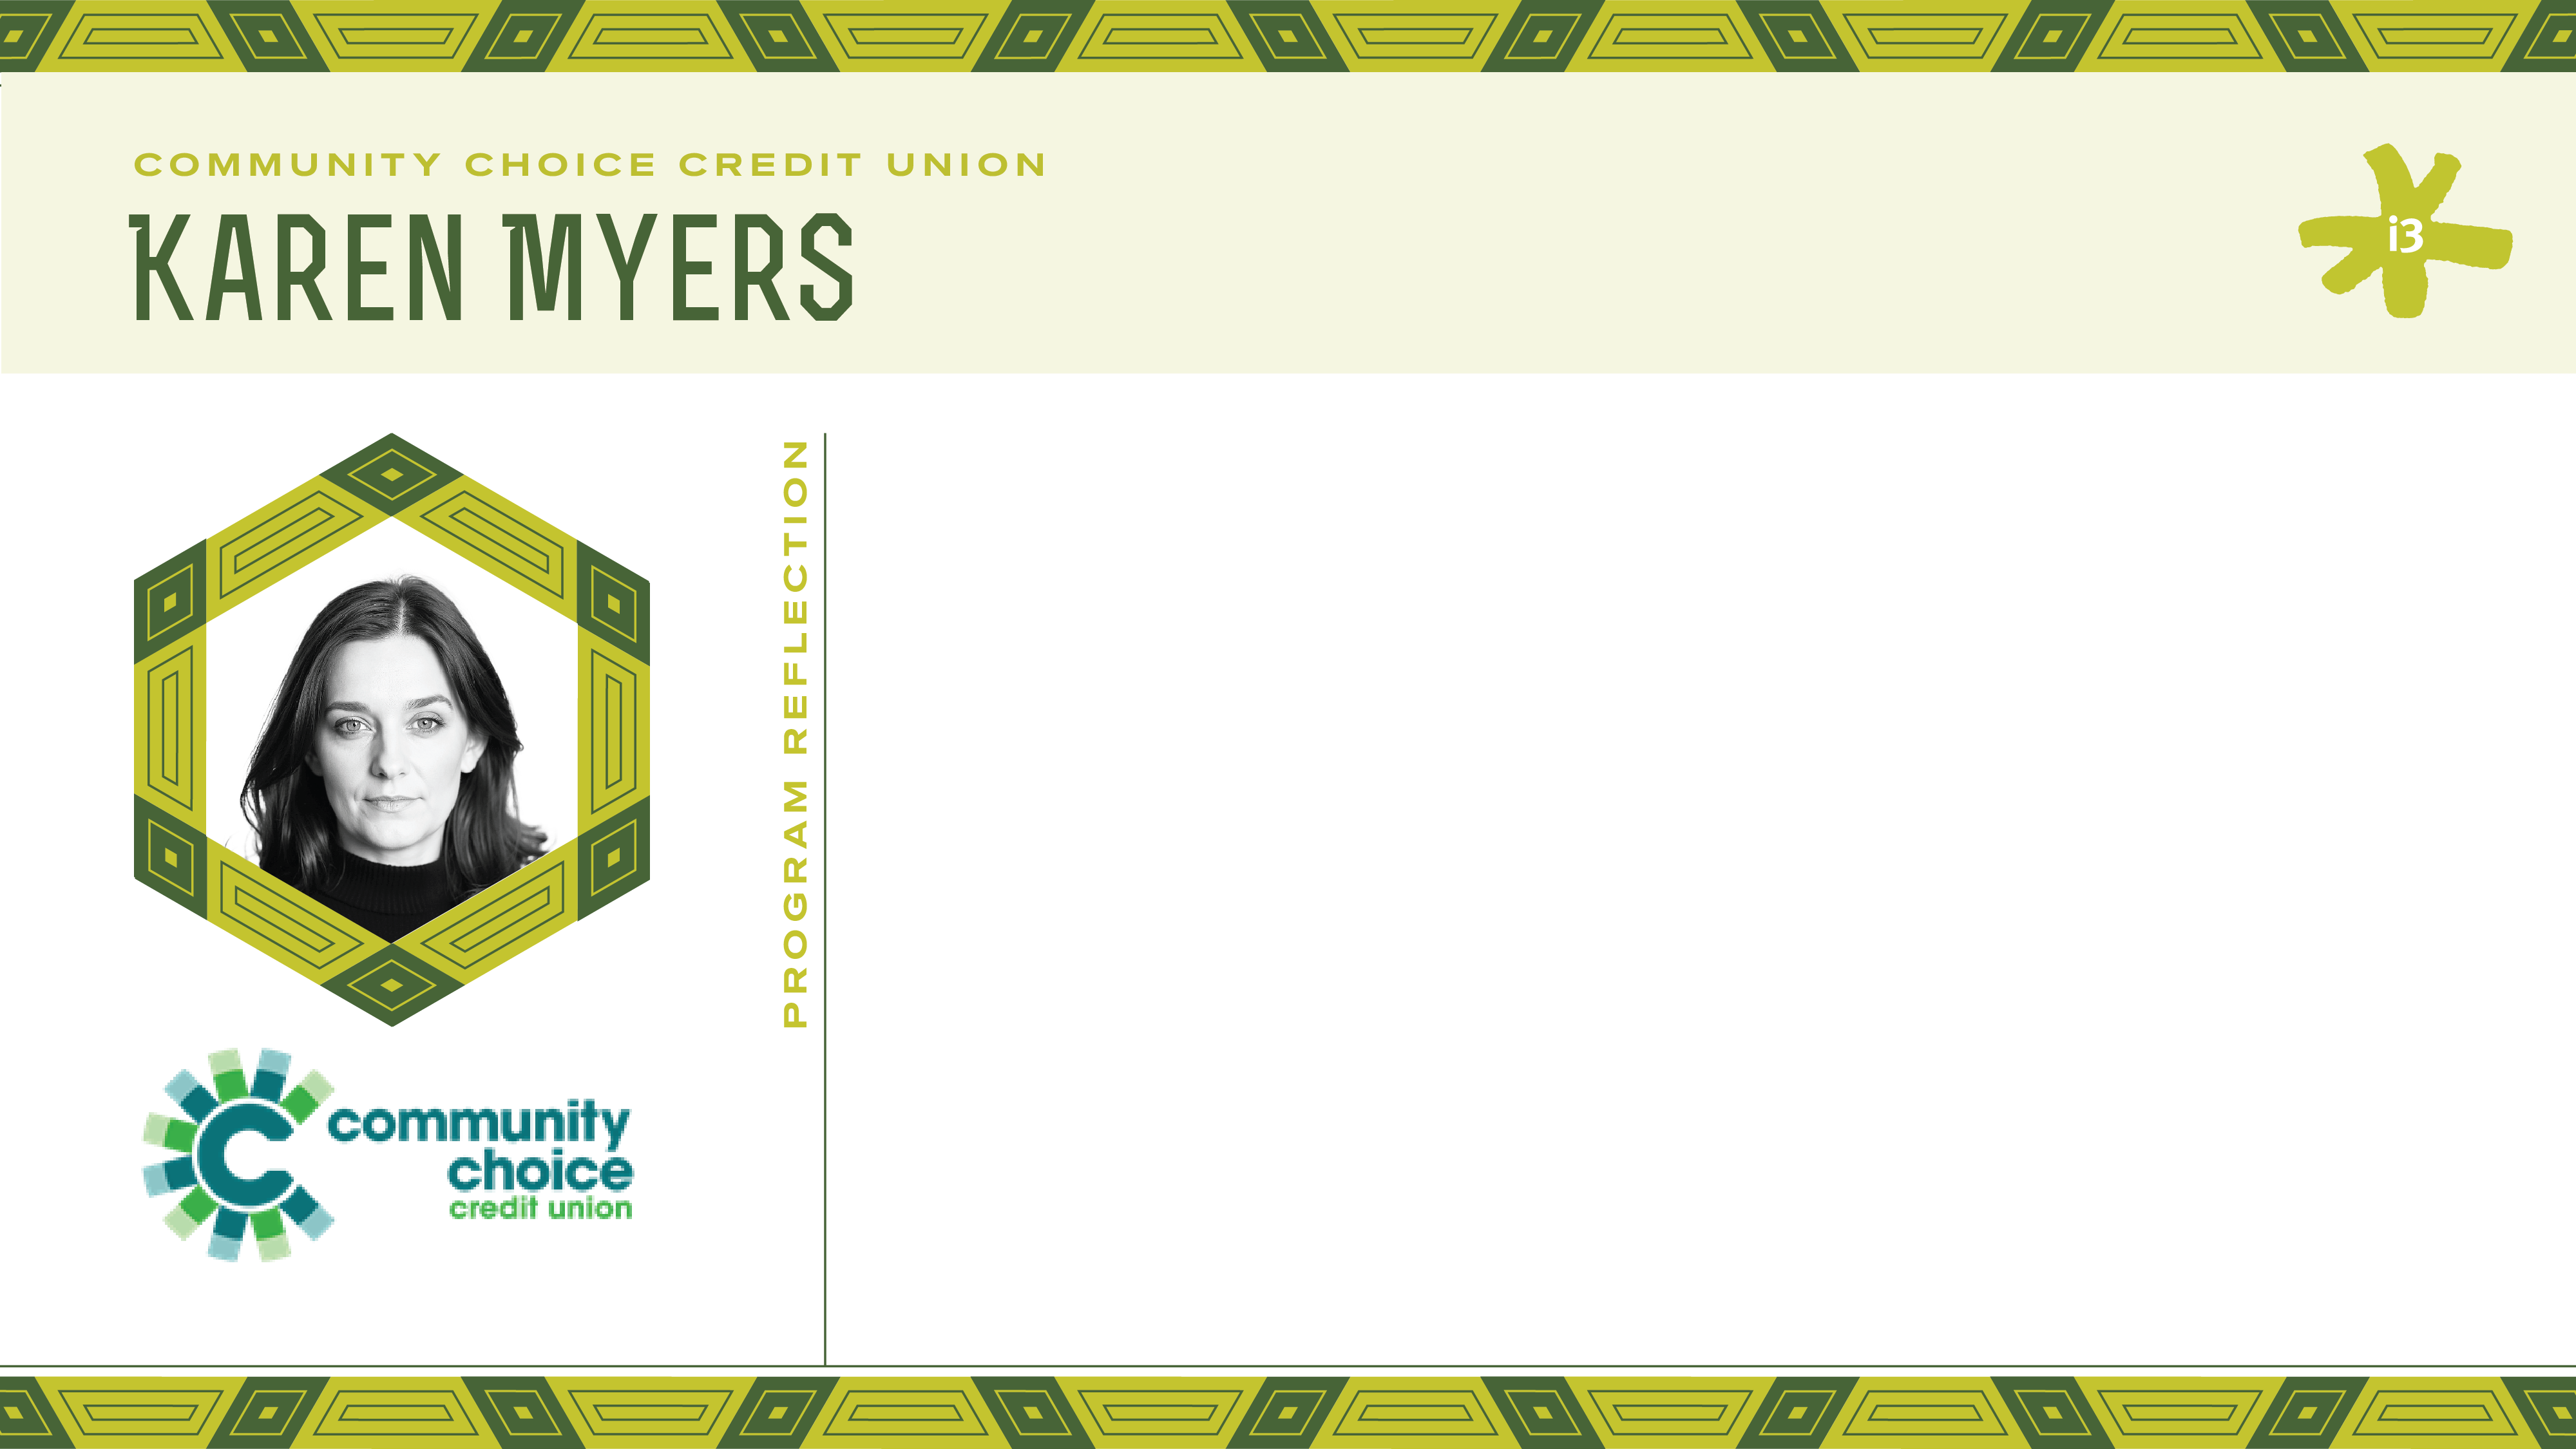 COMMUNITY CHOICE CREDIT UNION
KAREN MYERS
i3
PROGRAM REFLECTION
community
choice
credit union